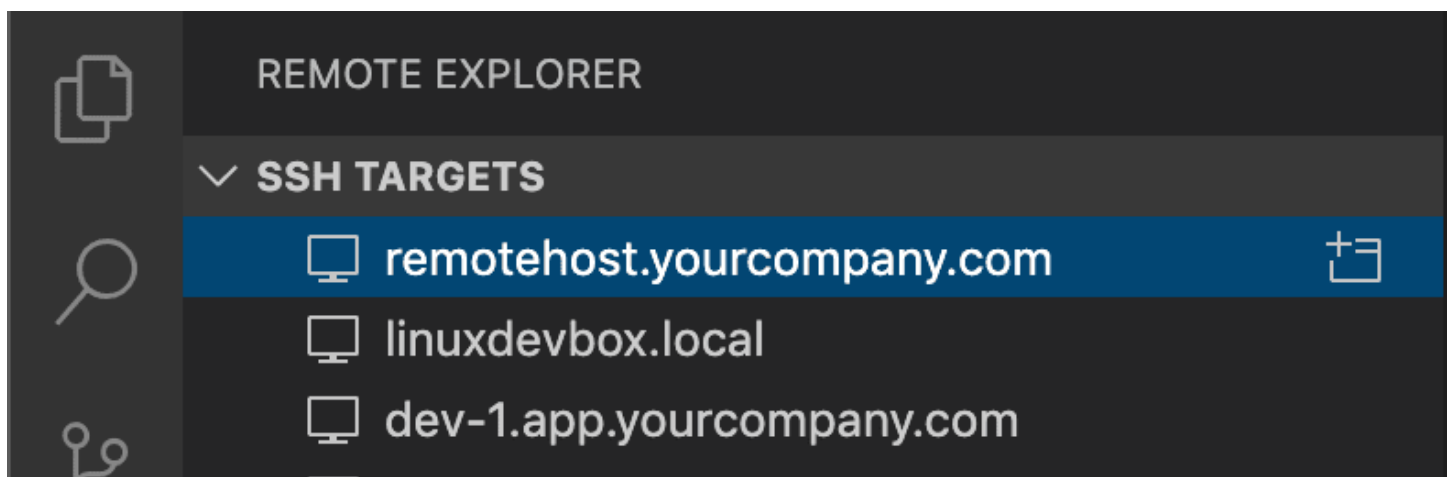 REMOTE EXPLORER
SSH TARGETS
remotehost.yourcompany.com
linuxdevbox.local
dev-1.app.yourcompany.com